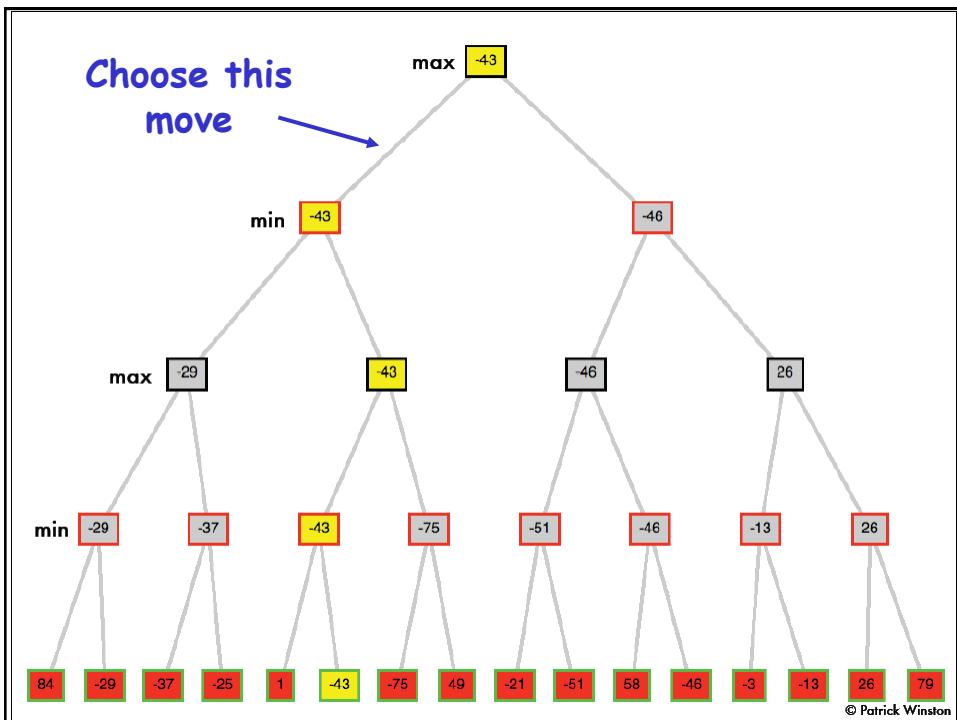 max -43
Choose this
move
min -43 -46
max -29 -43 -46 26
min -29 -37 -43 -75 -51 -46 -13 26
84 -29 -37 -25 1 -43 -75 49 -21 -51 58 -46 -3 -13 26 79
© Patrick Winston